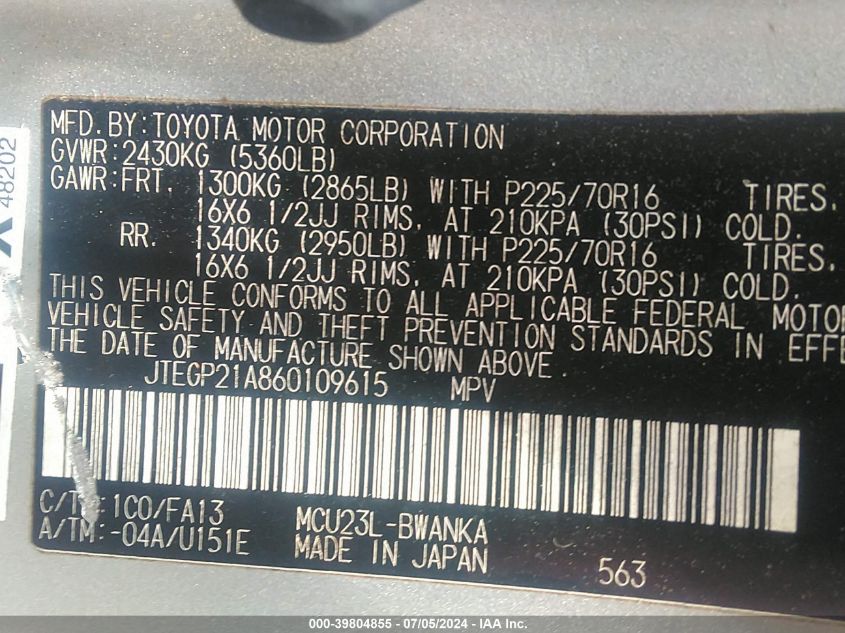 MFD.BY:TOYOTA MOTOR CORPORATION
GVWR:2430KG (5360LB)
GAWR:FRT. 1300KG (2865LB) WITH P225/70R16 TIRES.
16X6 1/2JJ RIMS, AT 210KPA (30PSI) COLD.
RR. 1340KG (2950LB) WITH P225/70R16 TIRES,
16X6 1/2JJ RIMS, AT 210KPA (30PSI) COLD.
THIS VEHICLE CONFORMS TO ALL APPLICABLE FEDERAL MOTO
VEHICLE SAFETY AND THEFT PREVENTION STANDARDS IN EFFE
THE DATE OF MANUFACTURE SHOWN ABOVE.
JTEGP21A860109615 MPV
C/T 1C0/FA13 MCU23L-BWANKA
A/TM:-04A/U151E MADE IN JAPAN
563
48202
000-39804855 / 07/05/2024 - IAA Inc.